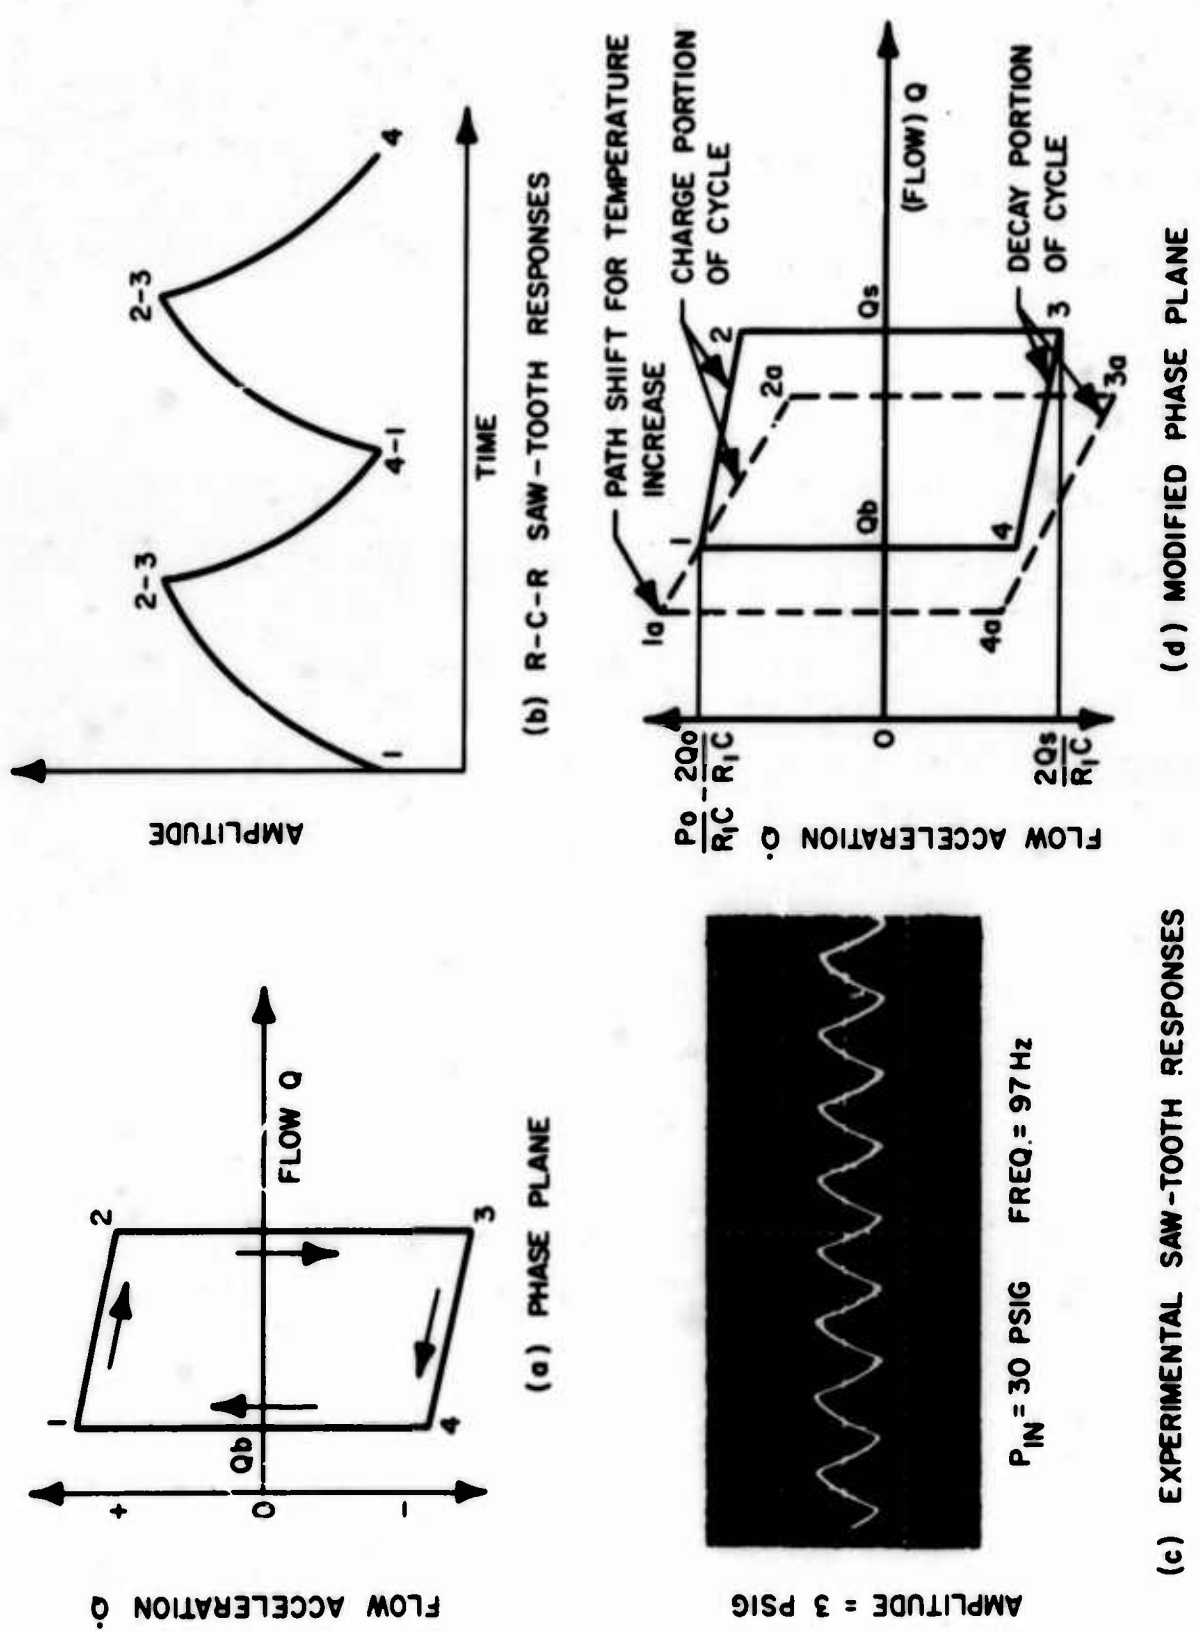 FLOW ACCELERATION Q̇
+
0
−
1
2
3
4
Qb
FLOW Q
(a) PHASE PLANE
AMPLITUDE
1
2-3
4-1
2-3
4
TIME
(b) R-C-R SAW-TOOTH RESPONSES
AMPLITUDE = 3 PSIG
P_IN = 30 PSIG FREQ. = 97 Hz
(c) EXPERIMENTAL SAW-TOOTH RESPONSES
FLOW ACCELERATION Q̇
Po/R₁C - 2Qo/R₁C
0
2Qs/R₁C
PATH SHIFT FOR TEMPERATURE
INCREASE
CHARGE PORTION
OF CYCLE
1a
1
2
2a
Qb
Qs
(FLOW) Q
4a
4
3
3a
DECAY PORTION
OF CYCLE
(d) MODIFIED PHASE PLANE